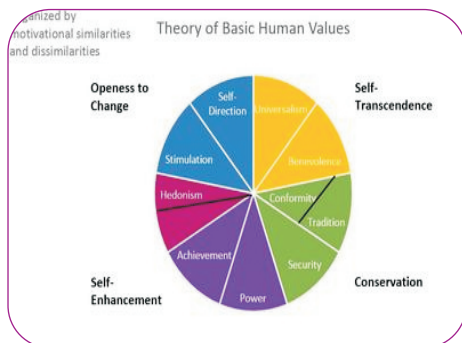 Theory of Basic Human Values
organized by
motivational similarities
and dissimilarities
Openess to
Change
Self-
Transcendence
Self-
Direction
Universalism
Stimulation
Benevolence
Hedonism
Conformity
Tradition
Achievement
Security
Power
Self-
Enhancement
Conservation